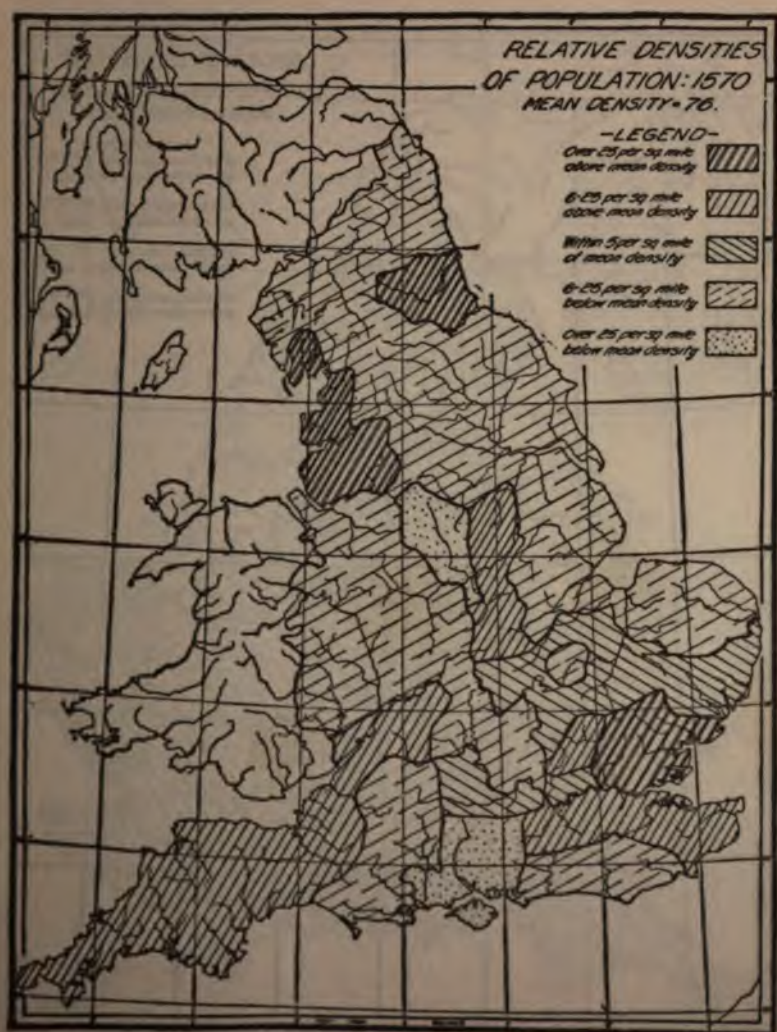 RELATIVE DENSITIES
OF POPULATION: 1570
MEAN DENSITY=76.
-LEGEND-
Over 25 per sq mile
above mean density
6-25 per sq mile
above mean density
Within 5 per sq mile
of mean density
6-25 per sq mile
below mean density
Over 25 per sq mile
below mean density